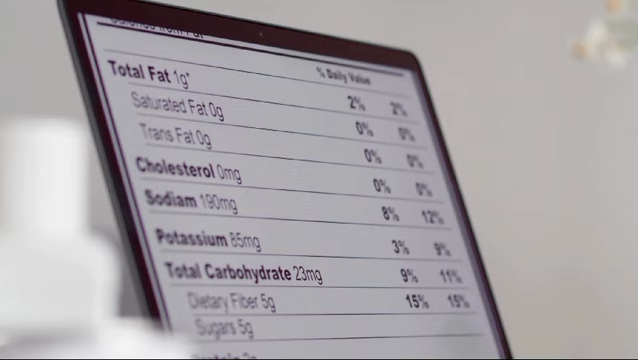 % Daily Value
Total Fat 1g* 2% 2%
Saturated Fat 0g 0% 0%
Trans Fat 0g 0% 0%
Cholesterol 0mg 0% 0%
Sodiam 190mg 8% 12%
Potassium 85mg 3% 9%
Total Carbohydrate 23mg 9% 11%
Dietary Fiber 5g 15% 15%
Sugars 5g